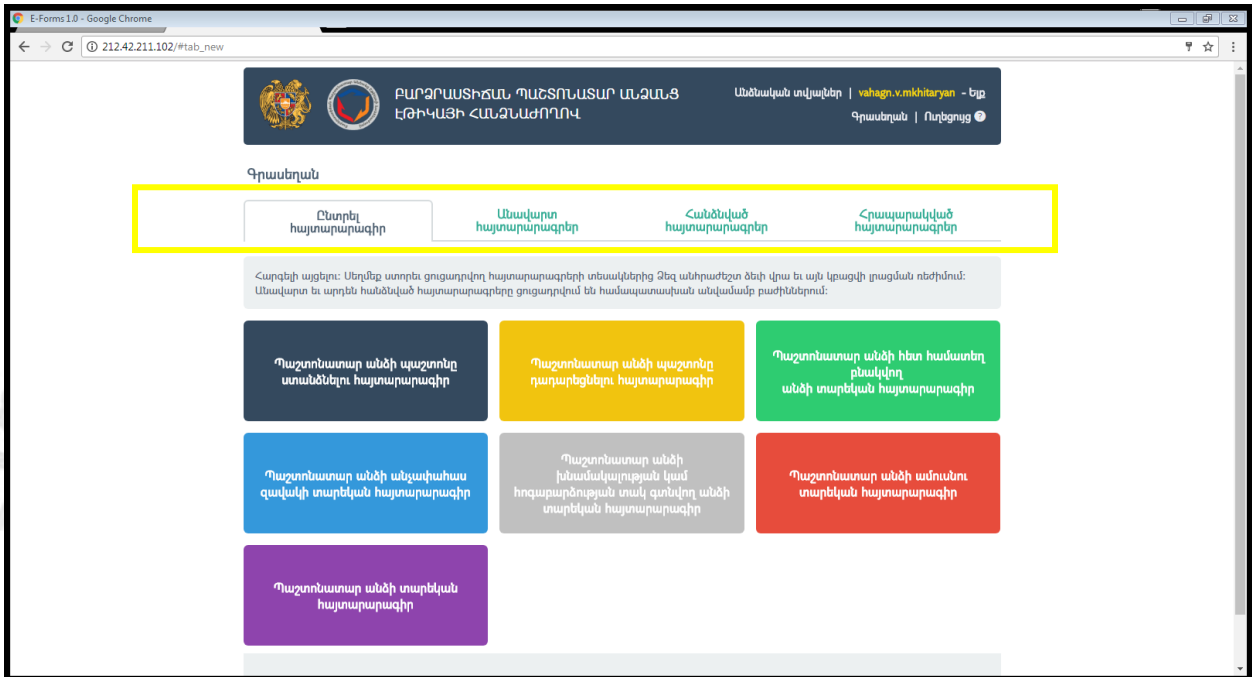 E-Forms 1.0 - Google Chrome
212.42.211.102/#tab_new
ԲԱՐՁՐԱՍՏԻՃԱՆ ՊԱՇՏՈՆԱՏԱՐ ԱՆՁԱՆՑ
ԷԹԻԿԱՅԻ ՀԱՆՁՆԱԺՈՂՈՎ
Անձնական տվյալներ | vahagn.v.mkhitaryan - Ելք
Գրասեղան | Ուղեցույց ?
Գրասեղան
Ընտրել
հայտարարագիր
Անավարտ
հայտարարագրեր
Հանձնված
հայտարարագրեր
Հրապարակված
հայտարարագրեր
Հարգելի այցելու: Սեղմեք ստորեւ ցուցադրվող հայտարարագրերի տեսակներից Ձեզ անհրաժեշտ ձեւի վրա եւ այն կբացվի լրացման ռեժիմում:
Անավարտ եւ արդեն հանձնված հայտարարագրերը ցուցադրվում են համապատասխան անվամամբ բաժիններում:
Պաշտոնատար անձի պաշտոնը
ստանձնելու հայտարարագիր
Պաշտոնատար անձի պաշտոնը
դադարեցնելու հայտարարագիր
Պաշտոնատար անձի հետ համատեղ
բնակվող
անձի տարեկան հայտարարագիր
Պաշտոնատար անձի անչափահաս
զավակի տարեկան հայտարարագիր
Պաշտոնատար անձի
խնամակալության կամ
հոգաբարձության տակ գտնվող անձի
տարեկան հայտարարագիր
Պաշտոնատար անձի ամուսնու
տարեկան հայտարարագիր
Պաշտոնատար անձի տարեկան
հայտարարագիր